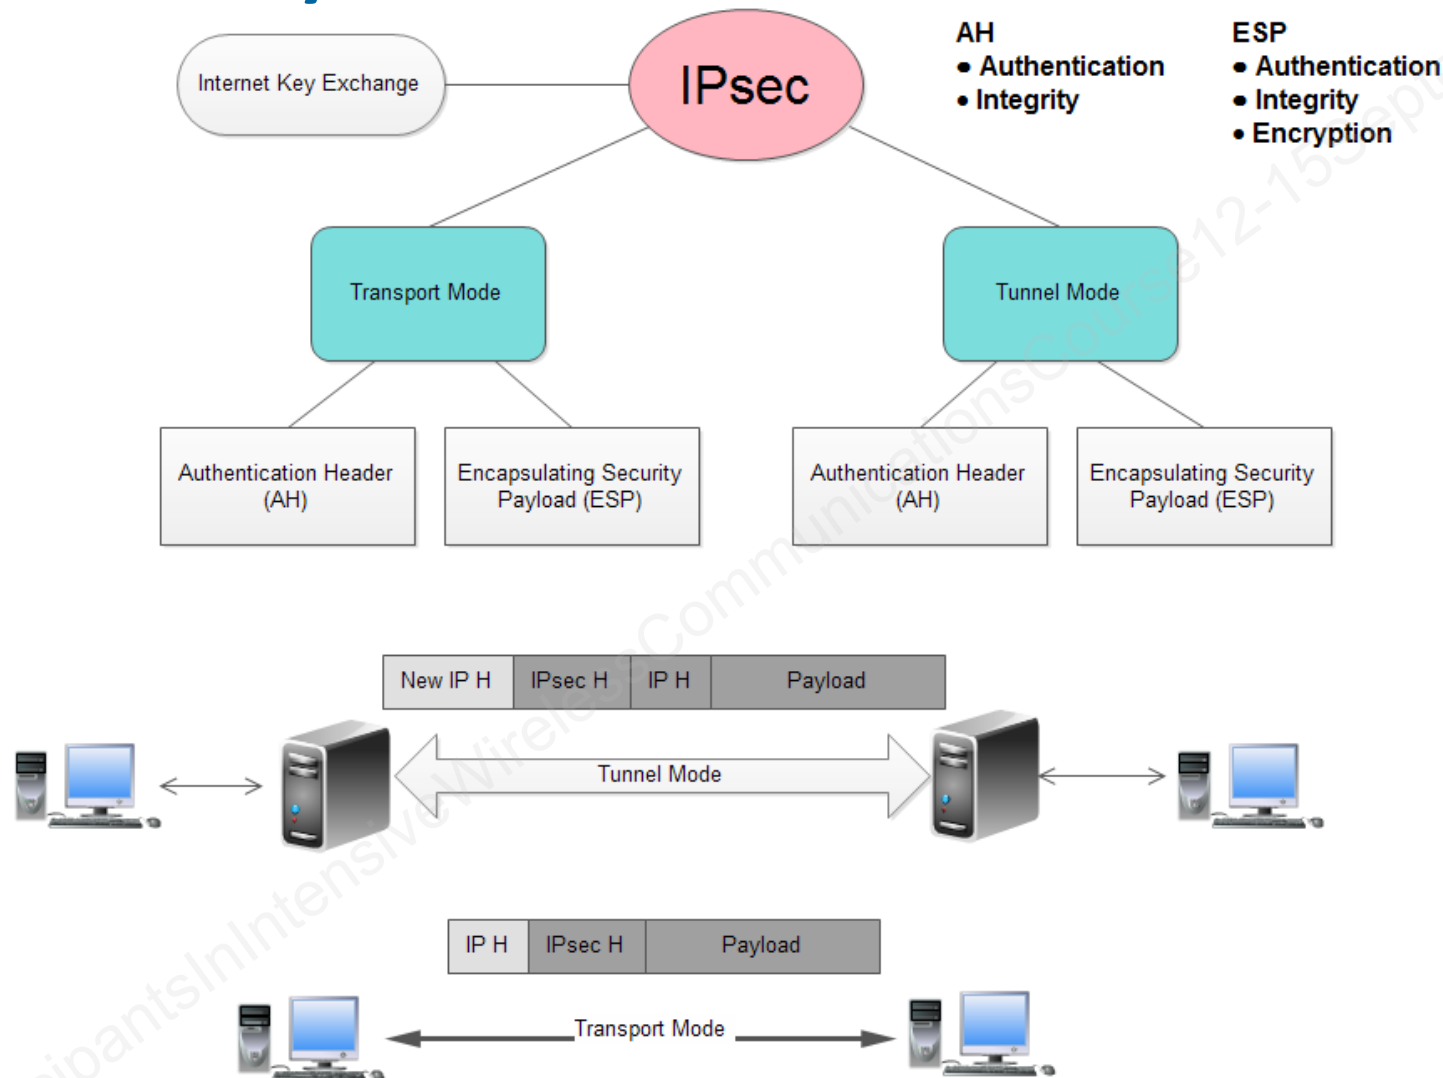 Internet Key Exchange
IPsec
AH
• Authentication
• Integrity
ESP
• Authentication
• Integrity
• Encryption
Transport Mode
Tunnel Mode
Authentication Header
(AH)
Encapsulating Security
Payload (ESP)
Authentication Header
(AH)
Encapsulating Security
Payload (ESP)
New IP H
IPsec H
IP H
Payload
Tunnel Mode
IP H
IPsec H
Payload
Transport Mode
cipantsInIntensiveWirelessCommunicationsCourse12-15Sept